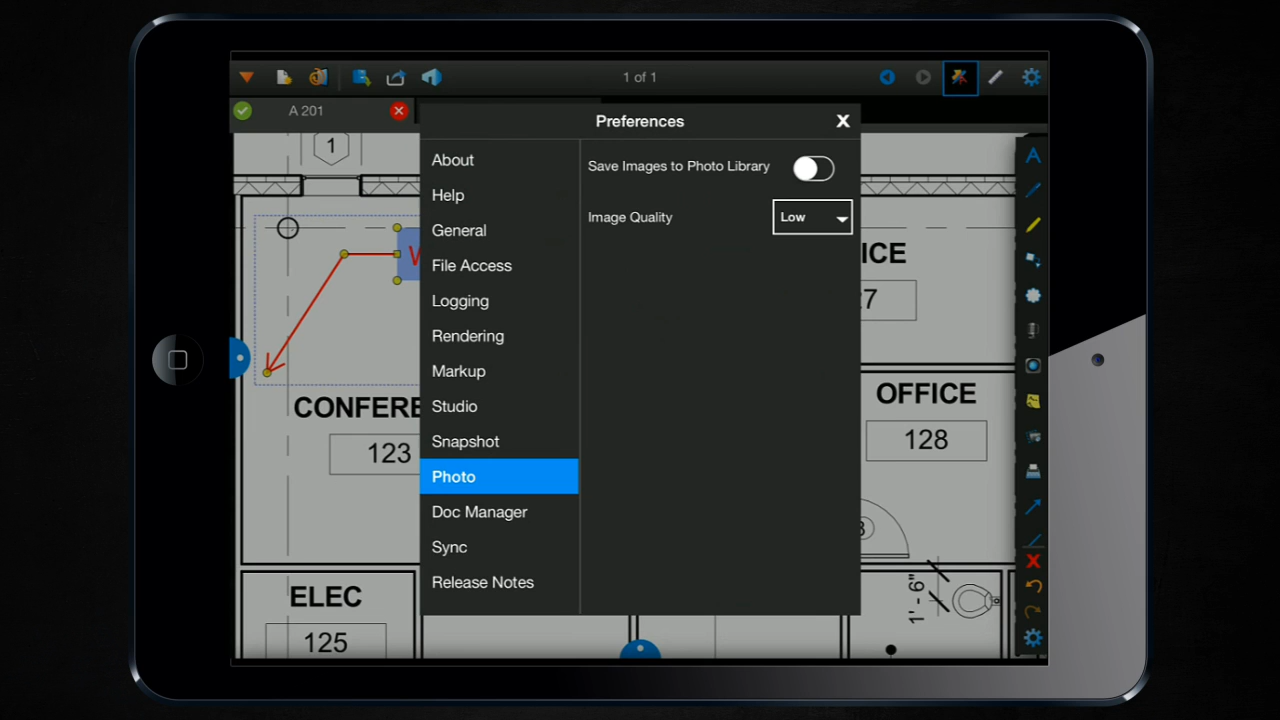 1 of 1
A 201
Preferences
X
About
Help
General
File Access
Logging
Rendering
Markup
Studio
Snapshot
Photo
Doc Manager
Sync
Release Notes
Save Images to Photo Library
Image Quality
Low
1
CONFERE
123
ELEC
125
ICE
27
OFFICE
128
1' - 6"
A